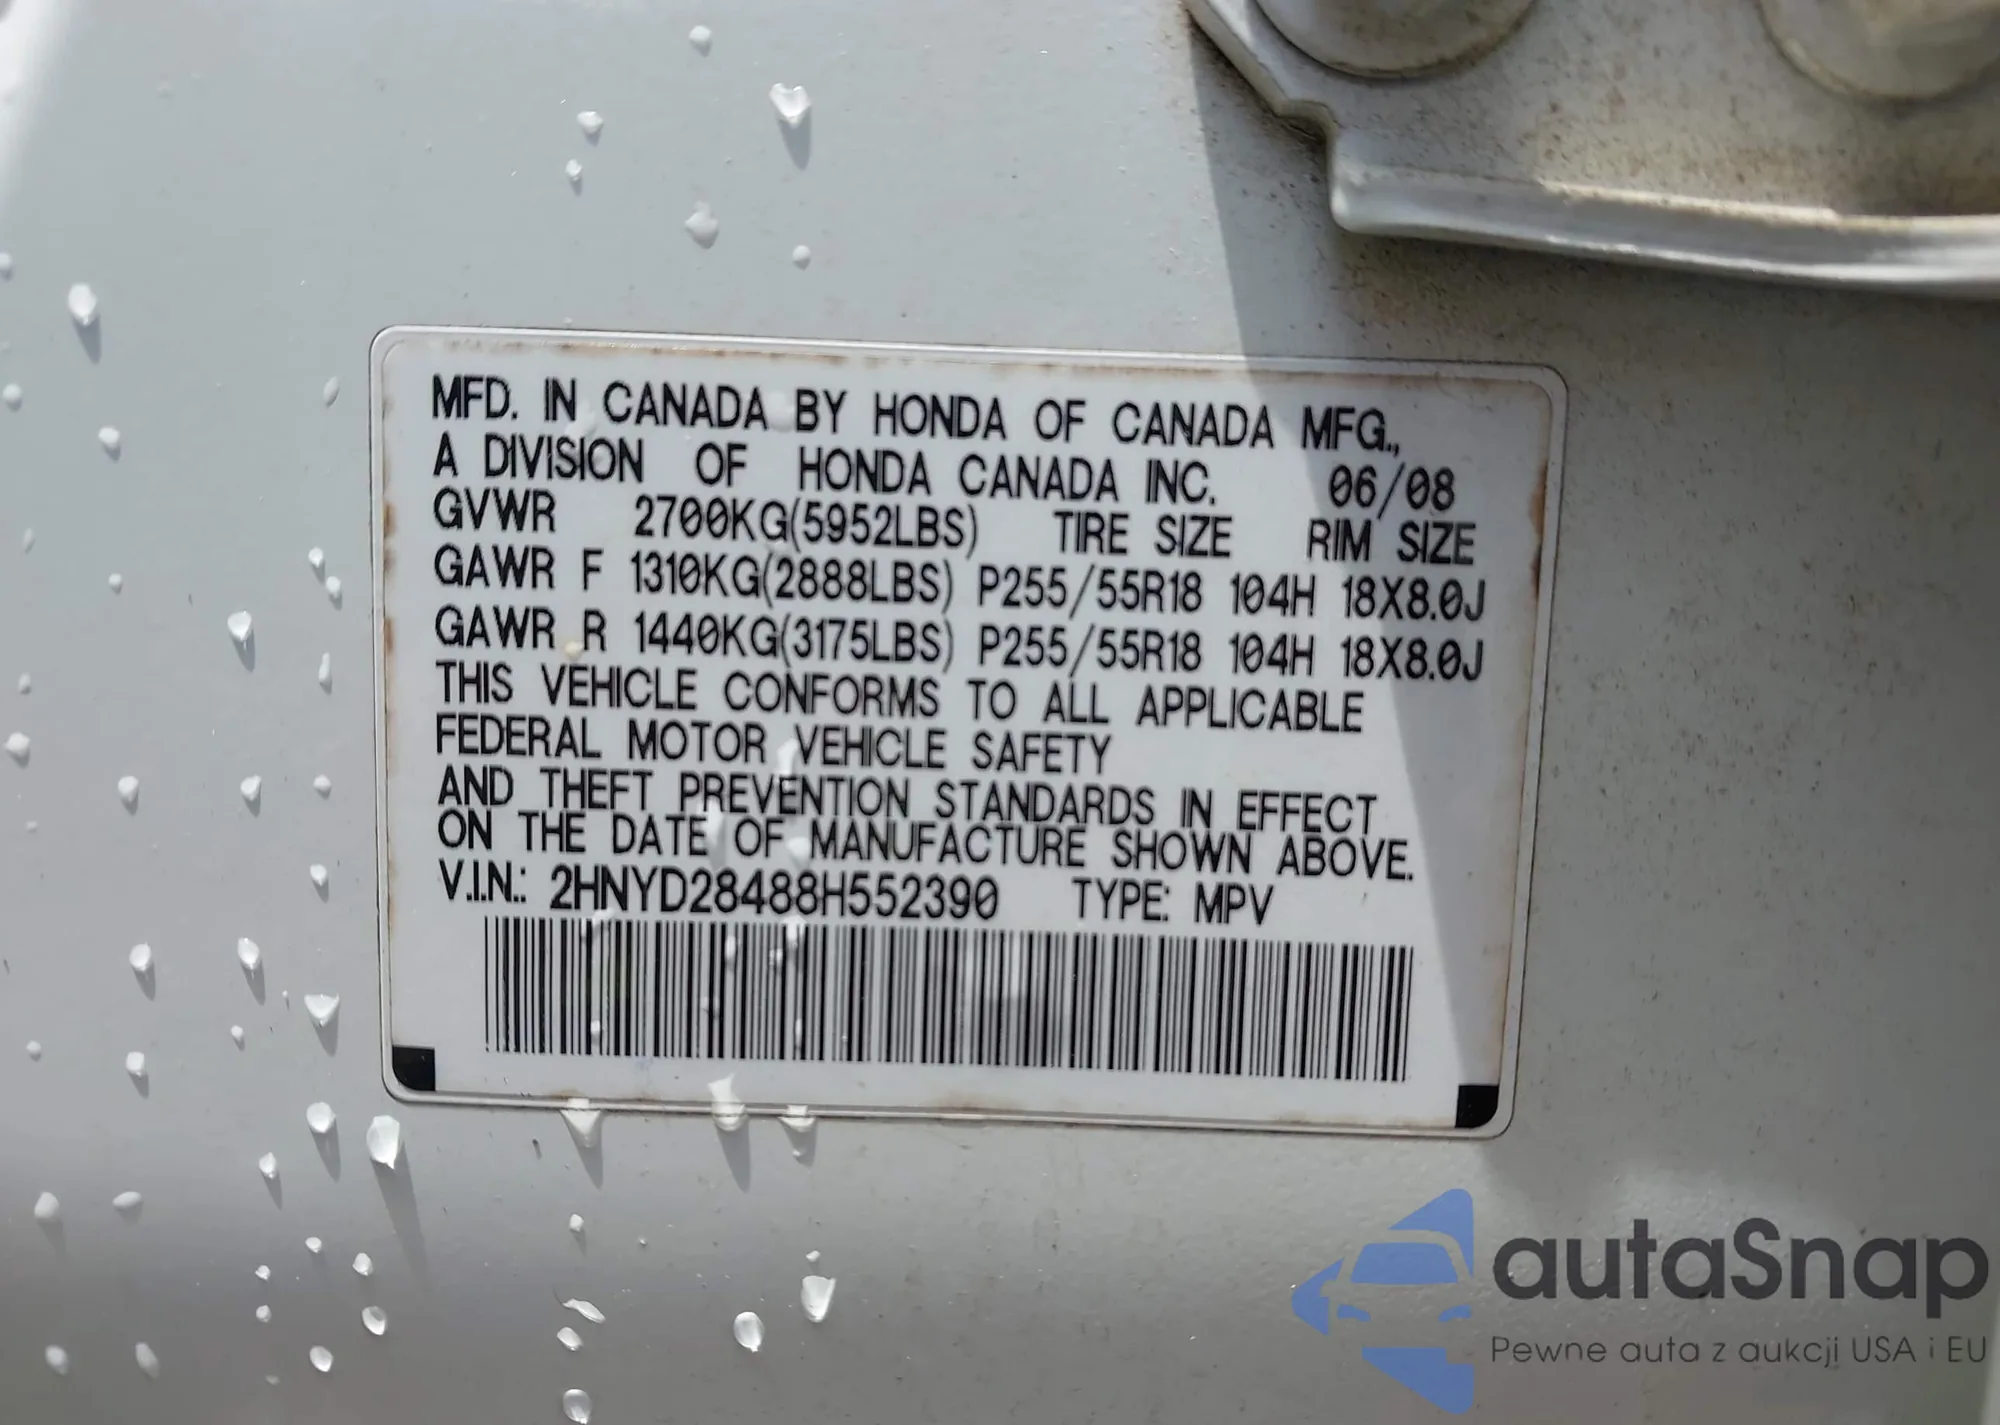 MFD. IN CANADA BY HONDA OF CANADA MFG.,
A DIVISION OF HONDA CANADA INC. 06/08
GVWR 2700KG(5952LBS) TIRE SIZE RIM SIZE
GAWR F 1310KG(2888LBS) P255/55R18 104H 18X8.0J
GAWR R 1440KG(3175LBS) P255/55R18 104H 18X8.0J
THIS VEHICLE CONFORMS TO ALL APPLICABLE
FEDERAL MOTOR VEHICLE SAFETY
AND THEFT PREVENTION STANDARDS IN EFFECT
ON THE DATE OF MANUFACTURE SHOWN ABOVE.
V.I.N.: 2HNYD28488H552390 TYPE: MPV
autaSnap
Pewne auta z aukcji USA i EU